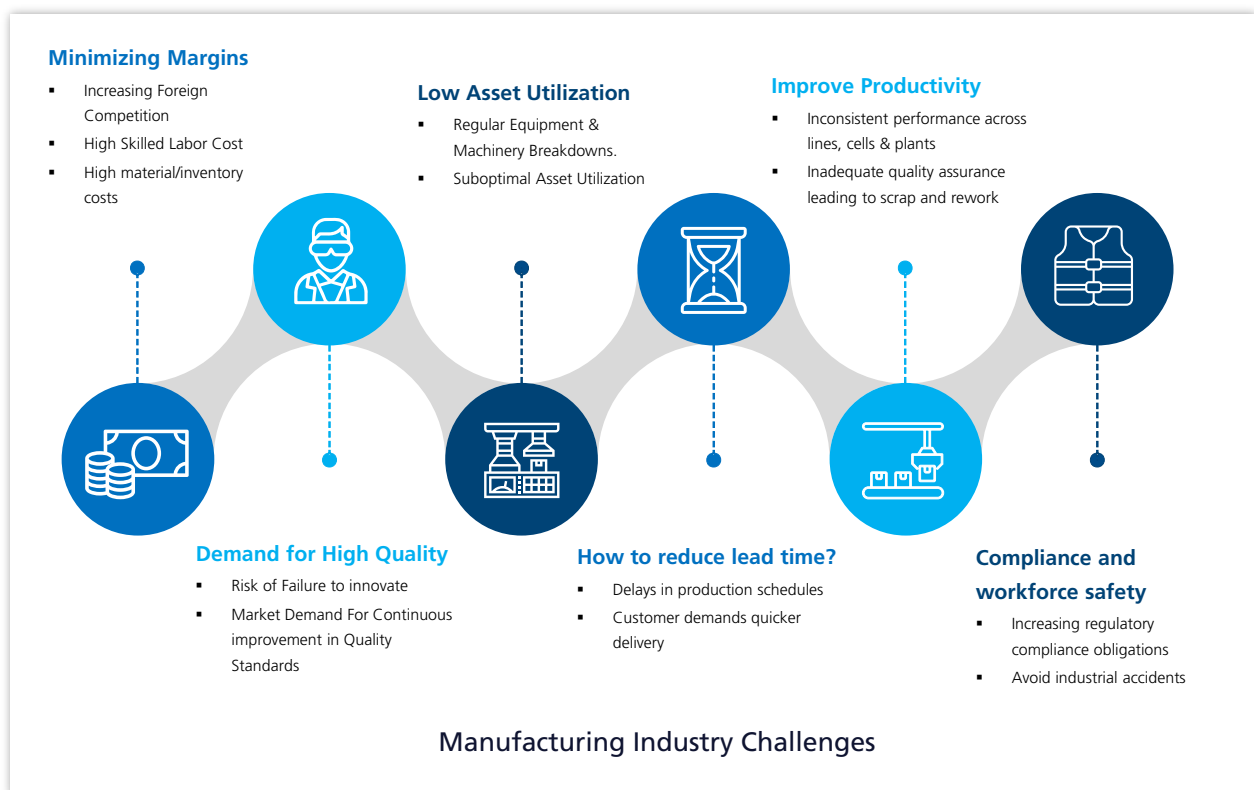 Minimizing Margins
▪ Increasing Foreign
Competition
▪ High Skilled Labor Cost
▪ High material/inventory
costs
Demand for High Quality
▪ Risk of Failure to innovate
▪ Market Demand For Continuous
improvement in Quality
Standards
Low Asset Utilization
▪ Regular Equipment &
Machinery Breakdowns.
▪ Suboptimal Asset Utilization
How to reduce lead time?
▪ Delays in production schedules
▪ Customer demands quicker
delivery
Improve Productivity
▪ Inconsistent performance across
lines, cells & plants
▪ Inadequate quality assurance
leading to scrap and rework
Compliance and
workforce safety
▪ Increasing regulatory
compliance obligations
▪ Avoid industrial accidents
Manufacturing Industry Challenges